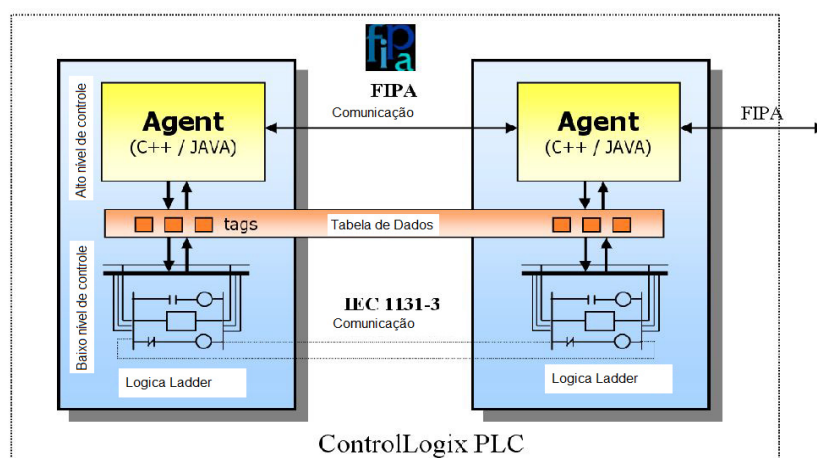 fipa
FIPA
Comunicação
FIPA
Alto nível de controle
Agent
(C++ / JAVA)
Agent
(C++ / JAVA)
tags
Tabela de Dados
Baixo nível de controle
IEC 1131-3
Comunicação
Logica Ladder
Logica Ladder
ControlLogix PLC